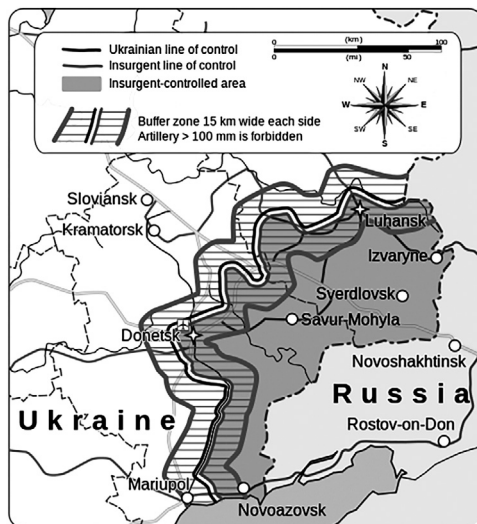 Ukrainian line of control
Insurgent line of control
Insurgent-controlled area
Buffer zone 15 km wide each side
Artillery > 100 mm is forbidden
(km)
0 50 100
(mi)
N
NW NE
W E
SW SE
S
Sloviansk
Kramatorsk
Luhansk
Izvaryne
Sverdlovsk
Savur-Mohyla
Donetsk
Novoshakhtinsk
Ukraine
Russia
Rostov-on-Don
Mariupol
Novoazovsk